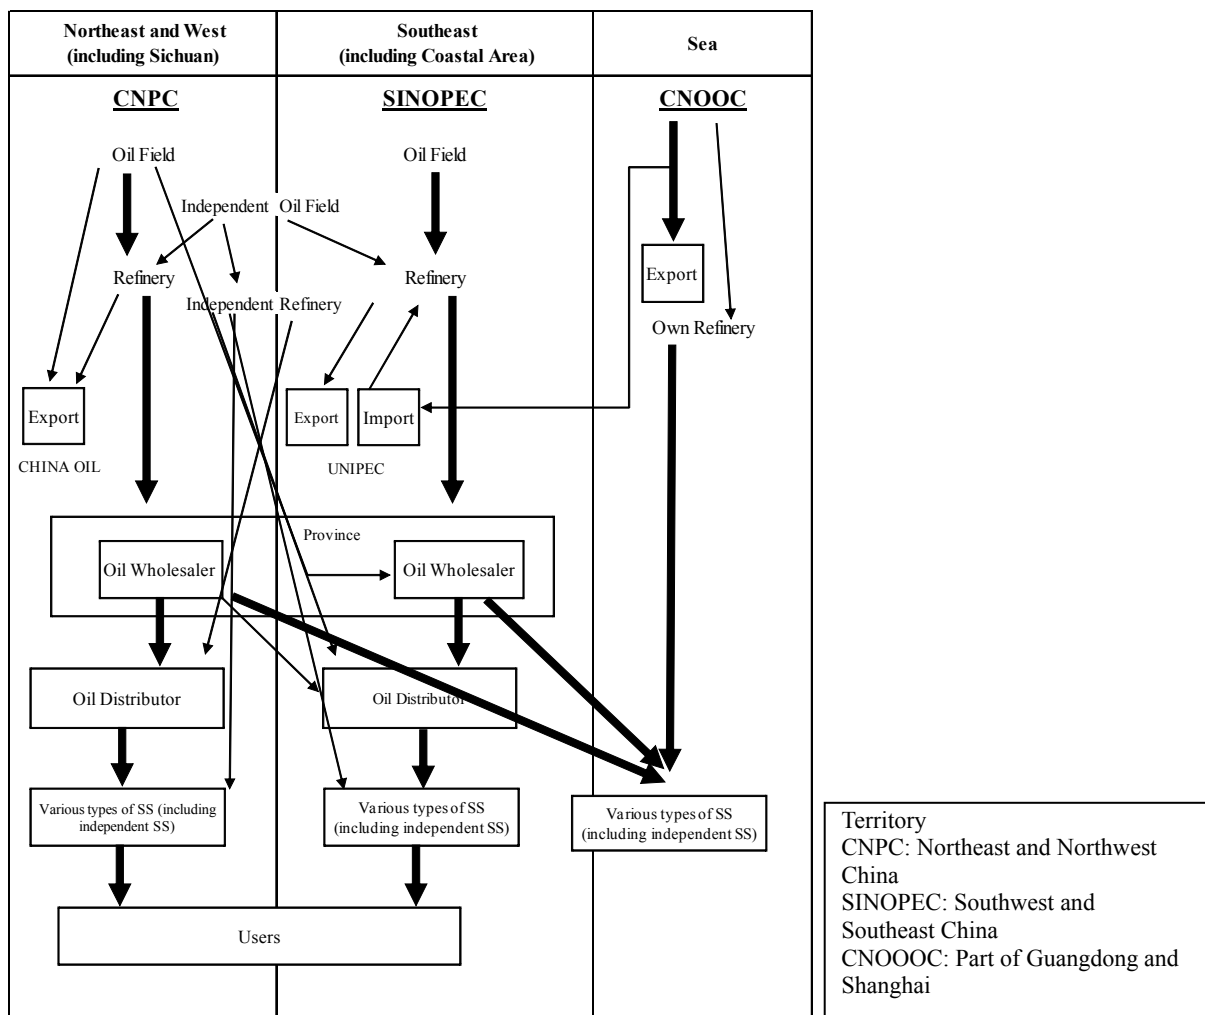 Northeast and West
(including Sichuan)
Southeast
(including Coastal Area)
Sea
CNPC
SINOPEC
CNOOC
Oil Field
Oil Field
Independent Oil Field
Export
Refinery
Refinery
Independent Refinery
Own Refinery
Export
Export
Import
CHINA OIL
UNIPEC
Province
Oil Wholesaler
Oil Wholesaler
Oil Distributor
Oil Distributor
Various types of SS (including
independent SS)
Various types of SS
(including independent SS)
Various types of SS
(including independent SS)
Users
Territory
CNPC: Northeast and Northwest
China
SINOPEC: Southwest and
Southeast China
CNOOOC: Part of Guangdong and
Shanghai